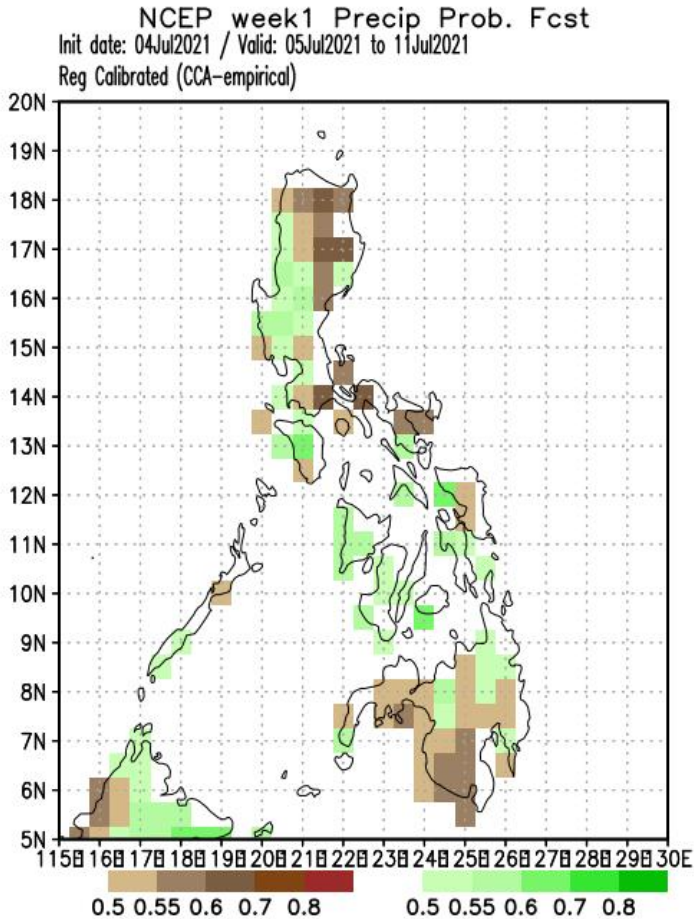 NCEP week1 Precip Prob. Fcst
Init date: 04Jul2021 / Valid: 05Jul2021 to 11Jul2021
Reg Calibrated (CCA-empirical)
20N
19N
18N
17N
16N
15N
14N
13N
12N
11N
10N
9N
8N
7N
6N
5N
115E 116E 117E 118E 119E 120E 121E 122E 123E 124E 125E 126E 127E 128E 129E 130E
0.5 0.55 0.6 0.7 0.8 0.5 0.55 0.6 0.7 0.8